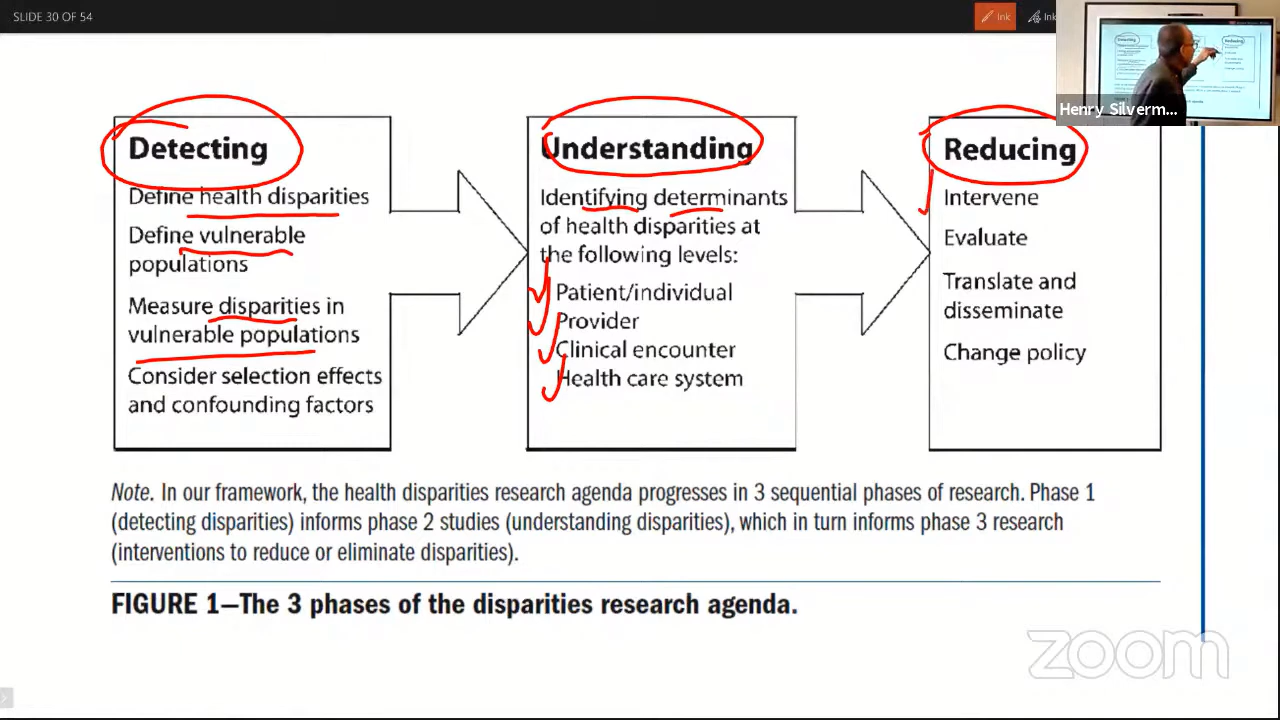 SLIDE 30 OF 54
Ink
Ink
Henry Silverm...
Detecting
Define health disparities
Define vulnerable
populations
Measure disparities in
vulnerable populations
Consider selection effects
and confounding factors
Understanding
Identifying determinants
of health disparities at
the following levels:
Patient/individual
Provider
Clinical encounter
Health care system
Reducing
Intervene
Evaluate
Translate and
disseminate
Change policy
Note. In our framework, the health disparities research agenda progresses in 3 sequential phases of research. Phase 1
(detecting disparities) informs phase 2 studies (understanding disparities), which in turn informs phase 3 research
(interventions to reduce or eliminate disparities).
FIGURE 1—The 3 phases of the disparities research agenda.
zoom